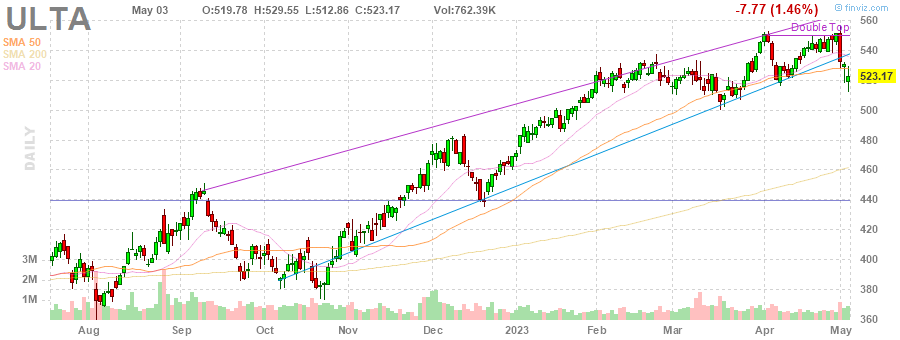 ULTA May 03 O:519.78 H:529.55 L:512.86 C:523.17 Vol:762.39K -7.77 (1.46%) finviz.com
SMA 50
SMA 200
SMA 20
Double Top
560
540
523.17
500
480
460
440
420
400
380
360
DAILY
3M
2M
1M
Aug Sep Oct Nov Dec 2023 Feb Mar Apr May